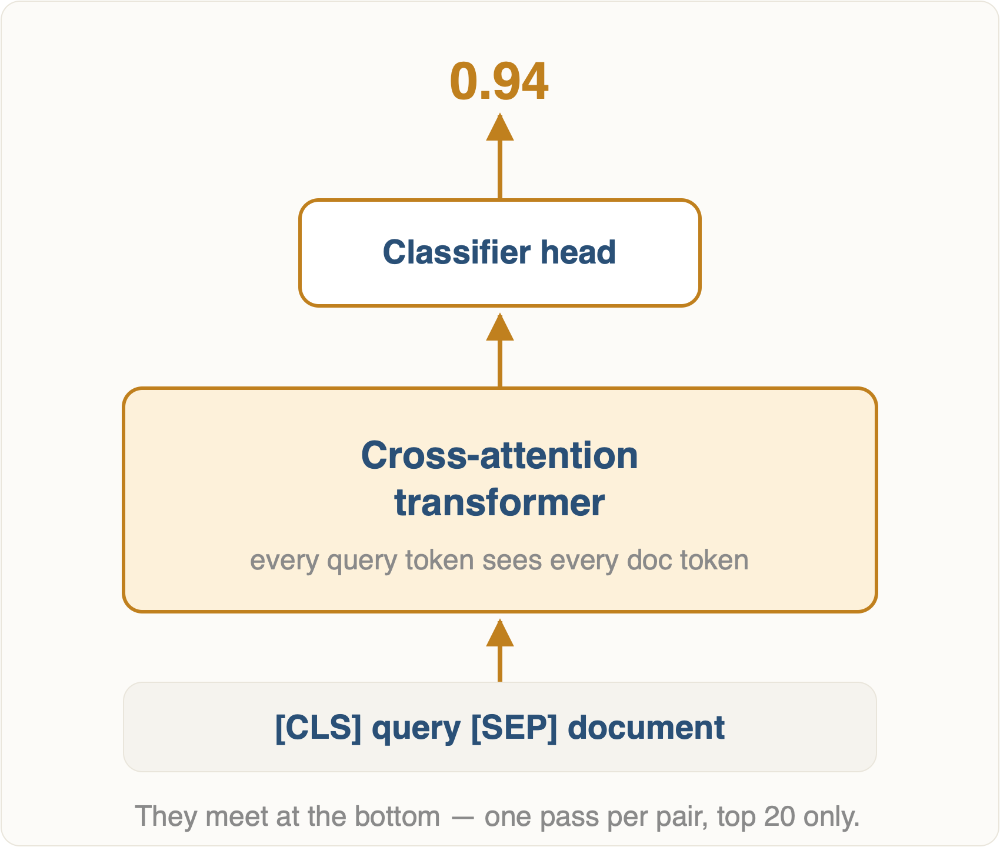 0.94
Classifier head
Cross-attention
transformer
every query token sees every doc token
[CLS] query [SEP] document
They meet at the bottom — one pass per pair, top 20 only.